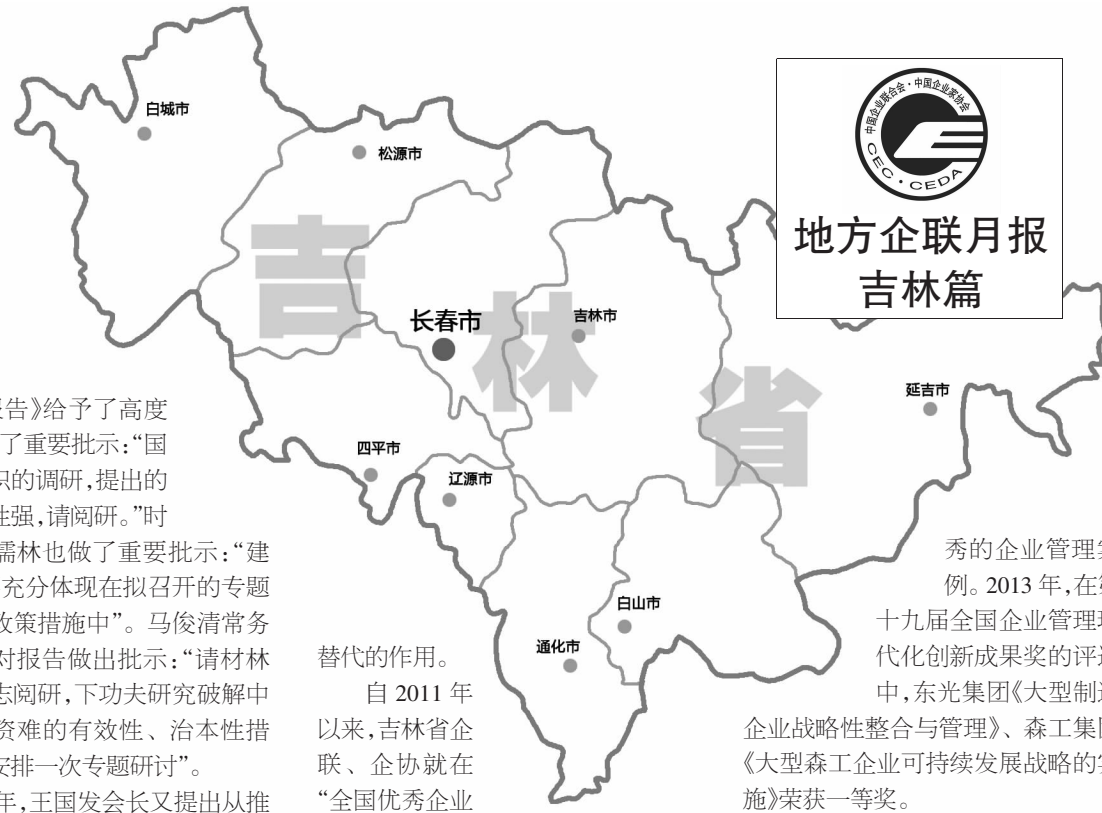 白城市
松源市
吉林省
长春市
吉林市
延吉市
四平市
辽源市
白山市
通化市
中国企业联合会·中国企业家协会
CEC·CEDA
地方企联月报
吉林篇
报告》给予了高度
了重要批示：“国
织的调研，提出的
性强，请阅研。”时
儒林也做了重要批示：“建
充分体现在拟召开的专题
政策措施中”。马俊清常务
对报告做出批示：“请材林
志阅研，下功夫研究破解中
资难的有效性、治本性措
安排一次专题研讨”。
年，王国发会长又提出从推
替代的作用。
自 2011 年
以来，吉林省企
联、企协就在
“全国优秀企业
秀的企业管理案
例。2013 年，在第
十九届全国企业管理现
代化创新成果奖的评选
中，东光集团《大型制造
企业战略性整合与管理》、森工集团
《大型森工企业可持续发展战略的实
施》荣获一等奖。